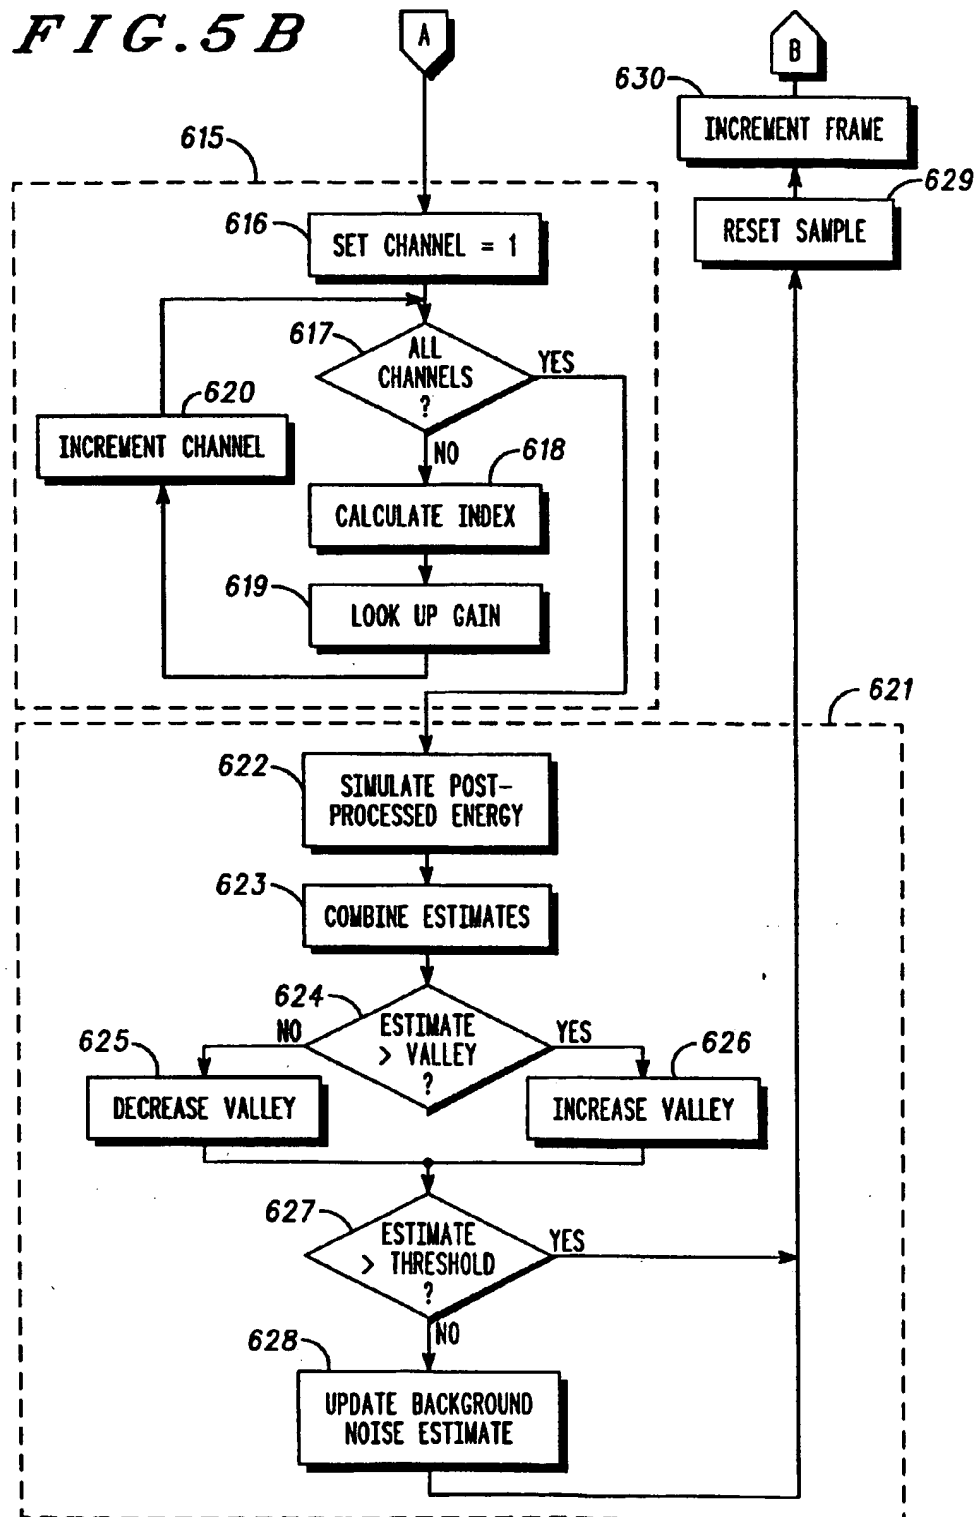 FIG.5B
A
B
630
INCREMENT FRAME
615
629
616
SET CHANNEL = 1
RESET SAMPLE
617
ALL
CHANNELS
?
YES
620
INCREMENT CHANNEL
NO
618
CALCULATE INDEX
619
LOOK UP GAIN
621
622
SIMULATE POST-
PROCESSED ENERGY
623
COMBINE ESTIMATES
624
NO
ESTIMATE
> VALLEY
?
YES
625
626
DECREASE VALLEY
INCREASE VALLEY
627
ESTIMATE
> THRESHOLD
?
YES
NO
628
UPDATE BACKGROUND
NOISE ESTIMATE